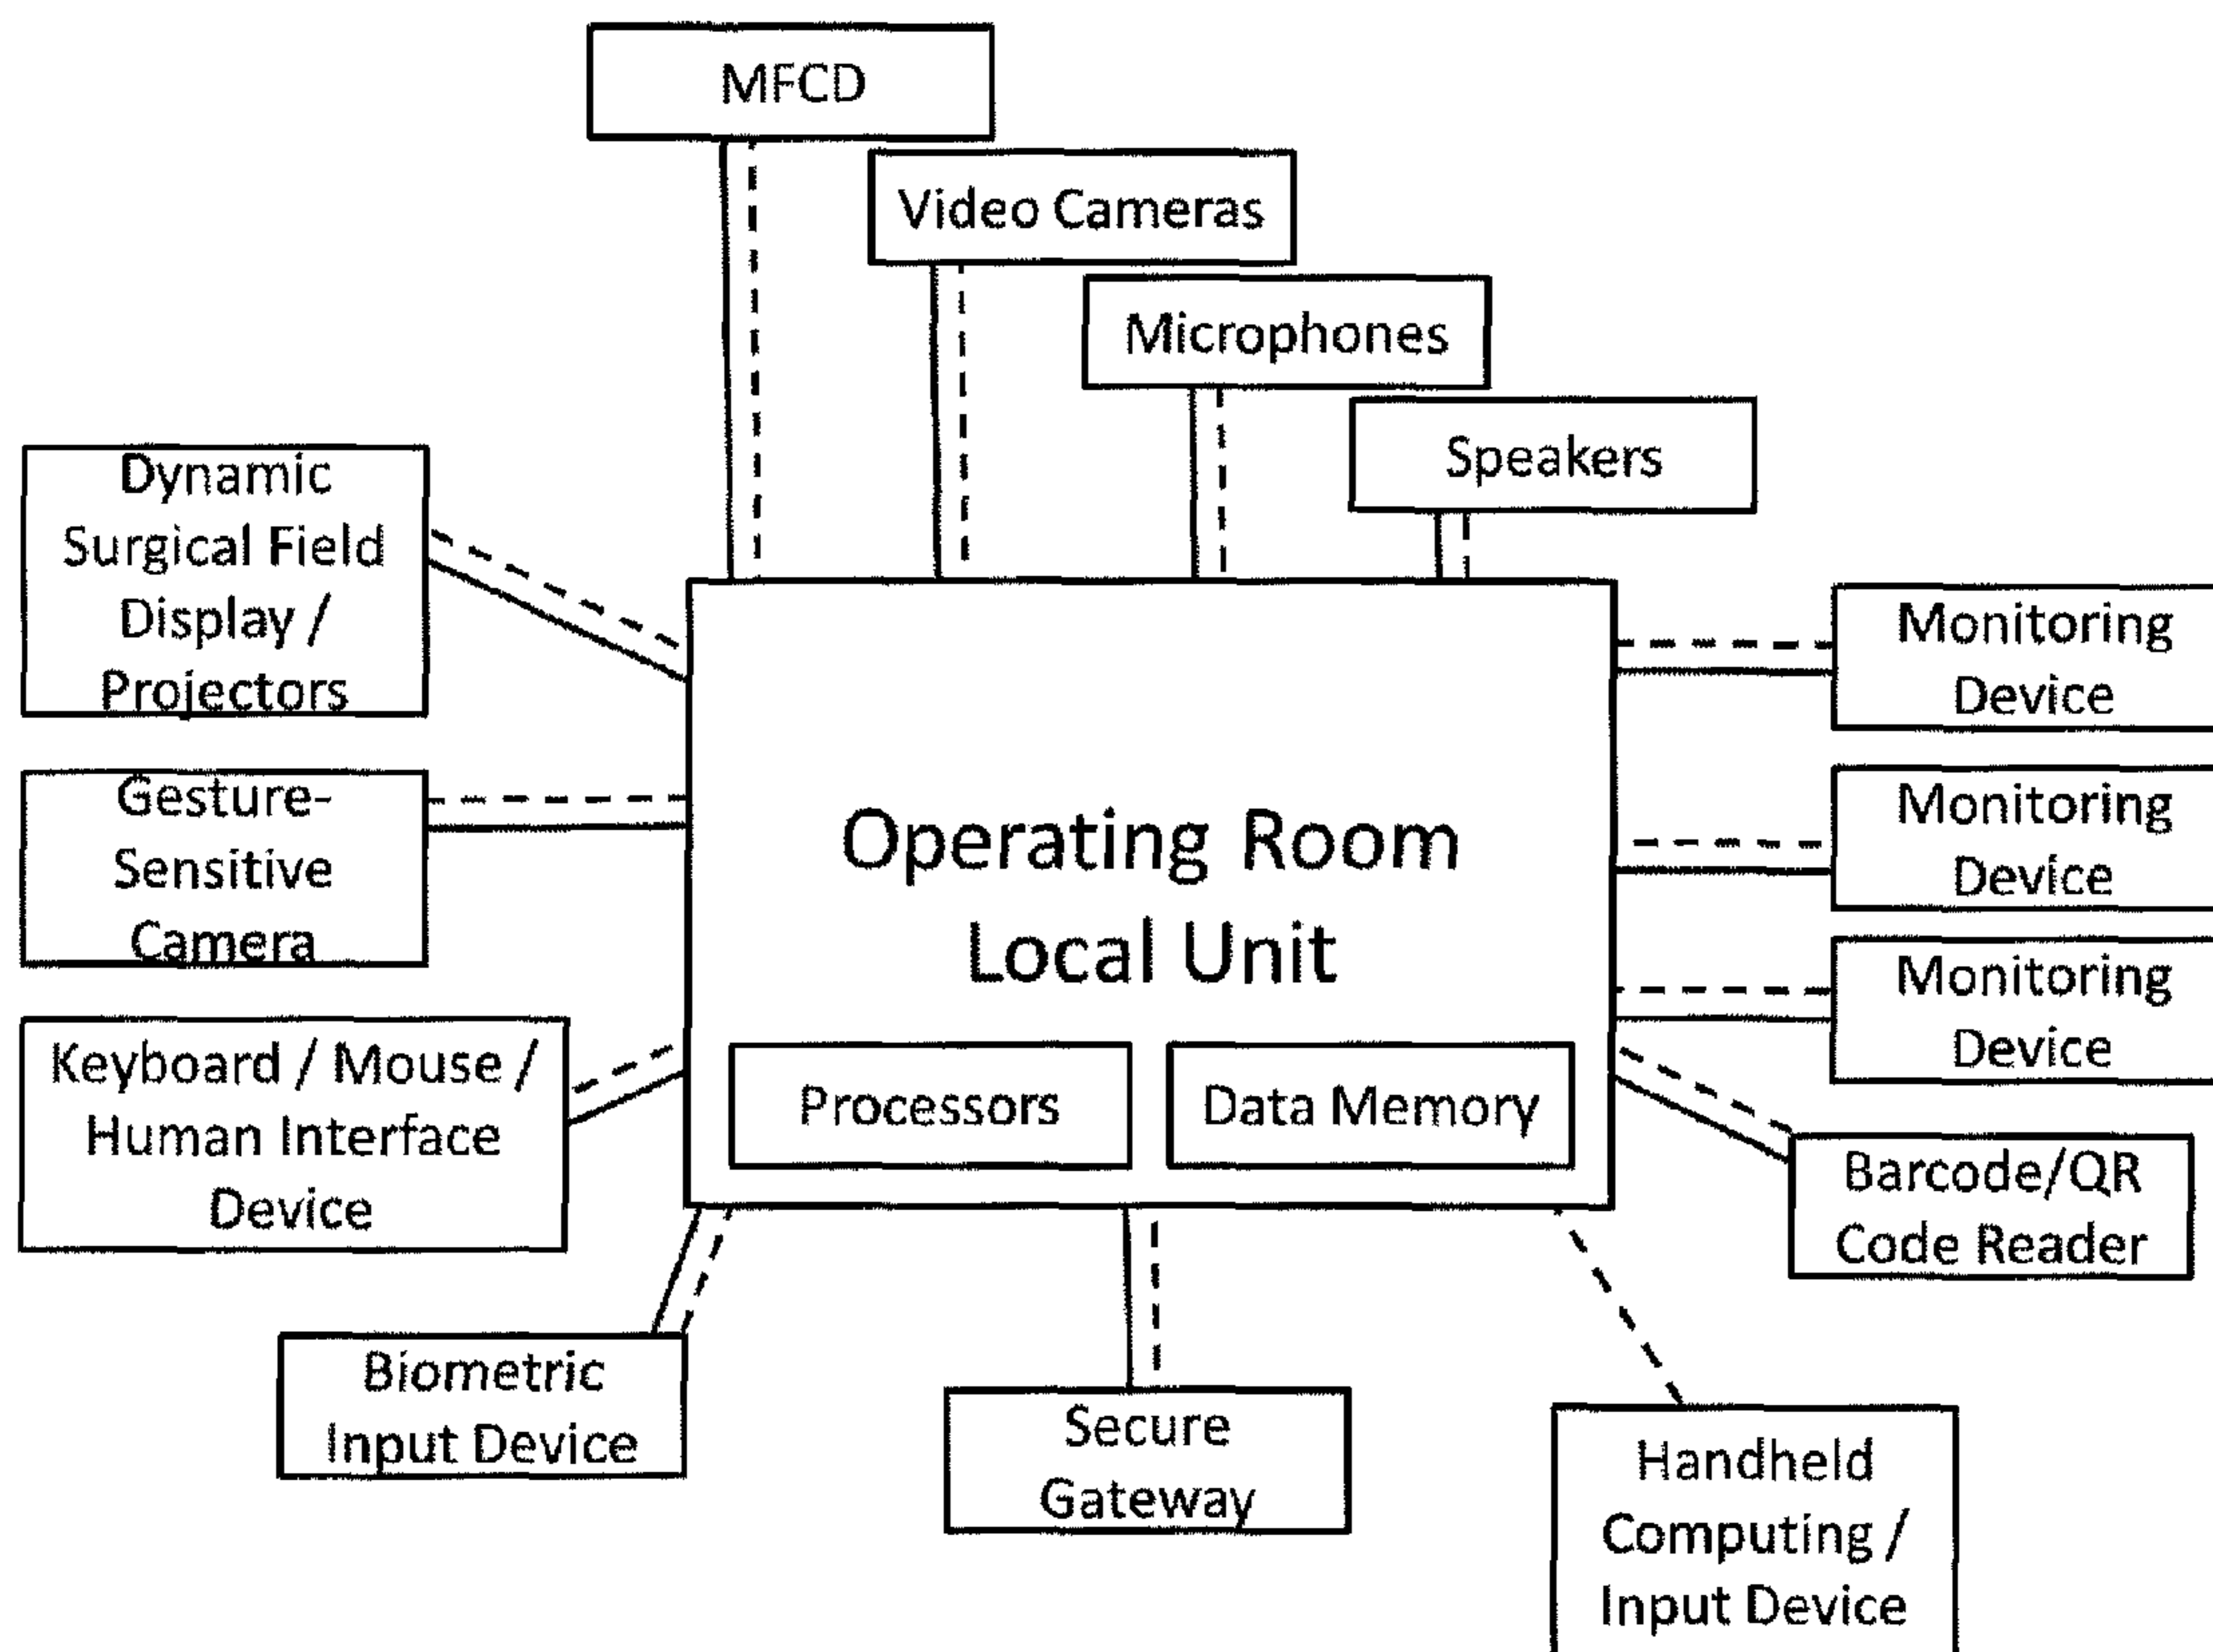 MFCD
Video Cameras
Microphones
Speakers
Dynamic
Surgical Field
Display /
Projectors
Gesture-
Sensitive
Camera
Keyboard / Mouse /
Human Interface
Device
Operating Room
Local Unit
Processors
Data Memory
Monitoring
Device
Monitoring
Device
Monitoring
Device
Barcode/QR
Code Reader
Biometric
Input Device
Secure
Gateway
Handheld
Computing /
Input Device